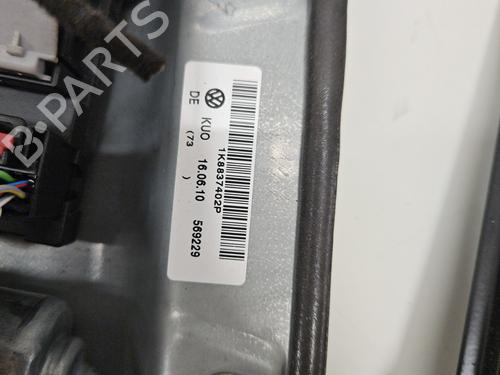 1K8837402P
DE KUO 16.06.10 569229
(73 )
B-PARTS